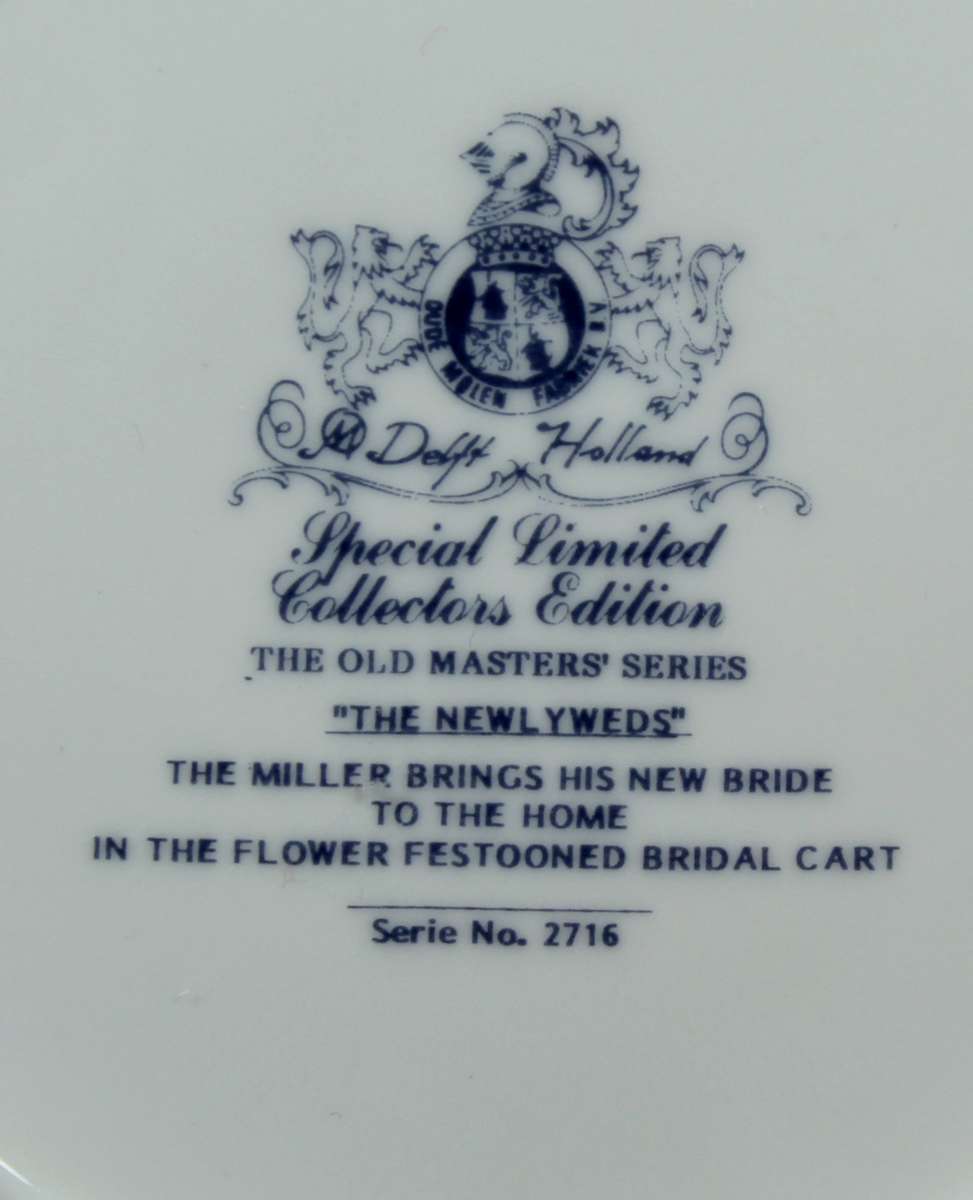 OUDE MOLEN FABRIEK B.V.
M Delft Holland
Special Limited
Collectors Edition
THE OLD MASTERS' SERIES
"THE NEWLYWEDS"
THE MILLER BRINGS HIS NEW BRIDE
TO THE HOME
IN THE FLOWER FESTOONED BRIDAL CART
Serie No. 2716